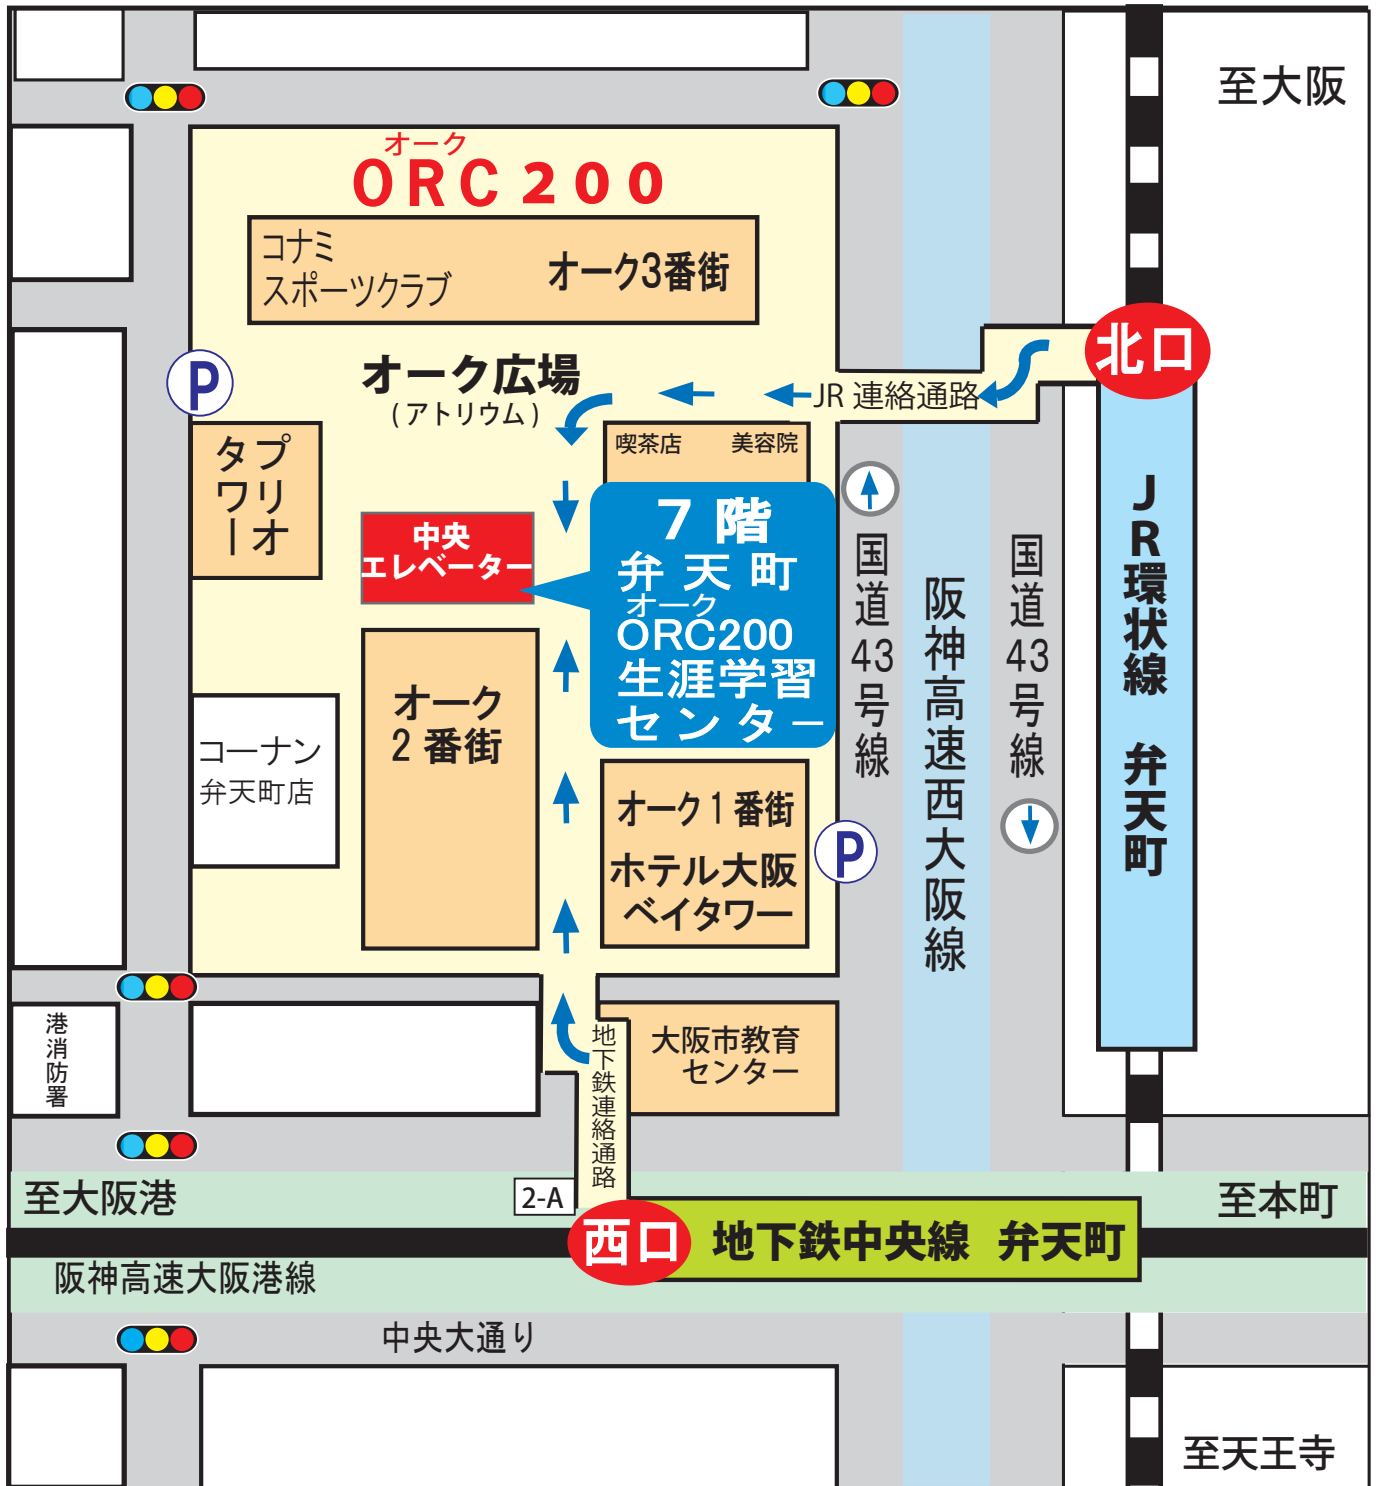 至大阪
オーク
ORC200
コナミ
スポーツクラブ
オーク3番街
北口
オーク広場
(アトリウム)
JR連絡通路
P
喫茶店
美容院
プリオ
タワー
中央
エレベーター
7階
弁天町
オーク
ORC200
生涯学習
センター
国道43号線
阪神高速西大阪線
国道43号線
JR環状線 弁天町
オーク
2番街
コーナン
弁天町店
オーク1番街
ホテル大阪
ベイタワー
P
港消防署
地下鉄連絡通路
大阪市教育
センター
至大阪港
2-A
至本町
西口
地下鉄中央線 弁天町
阪神高速大阪港線
中央大通り
至天王寺